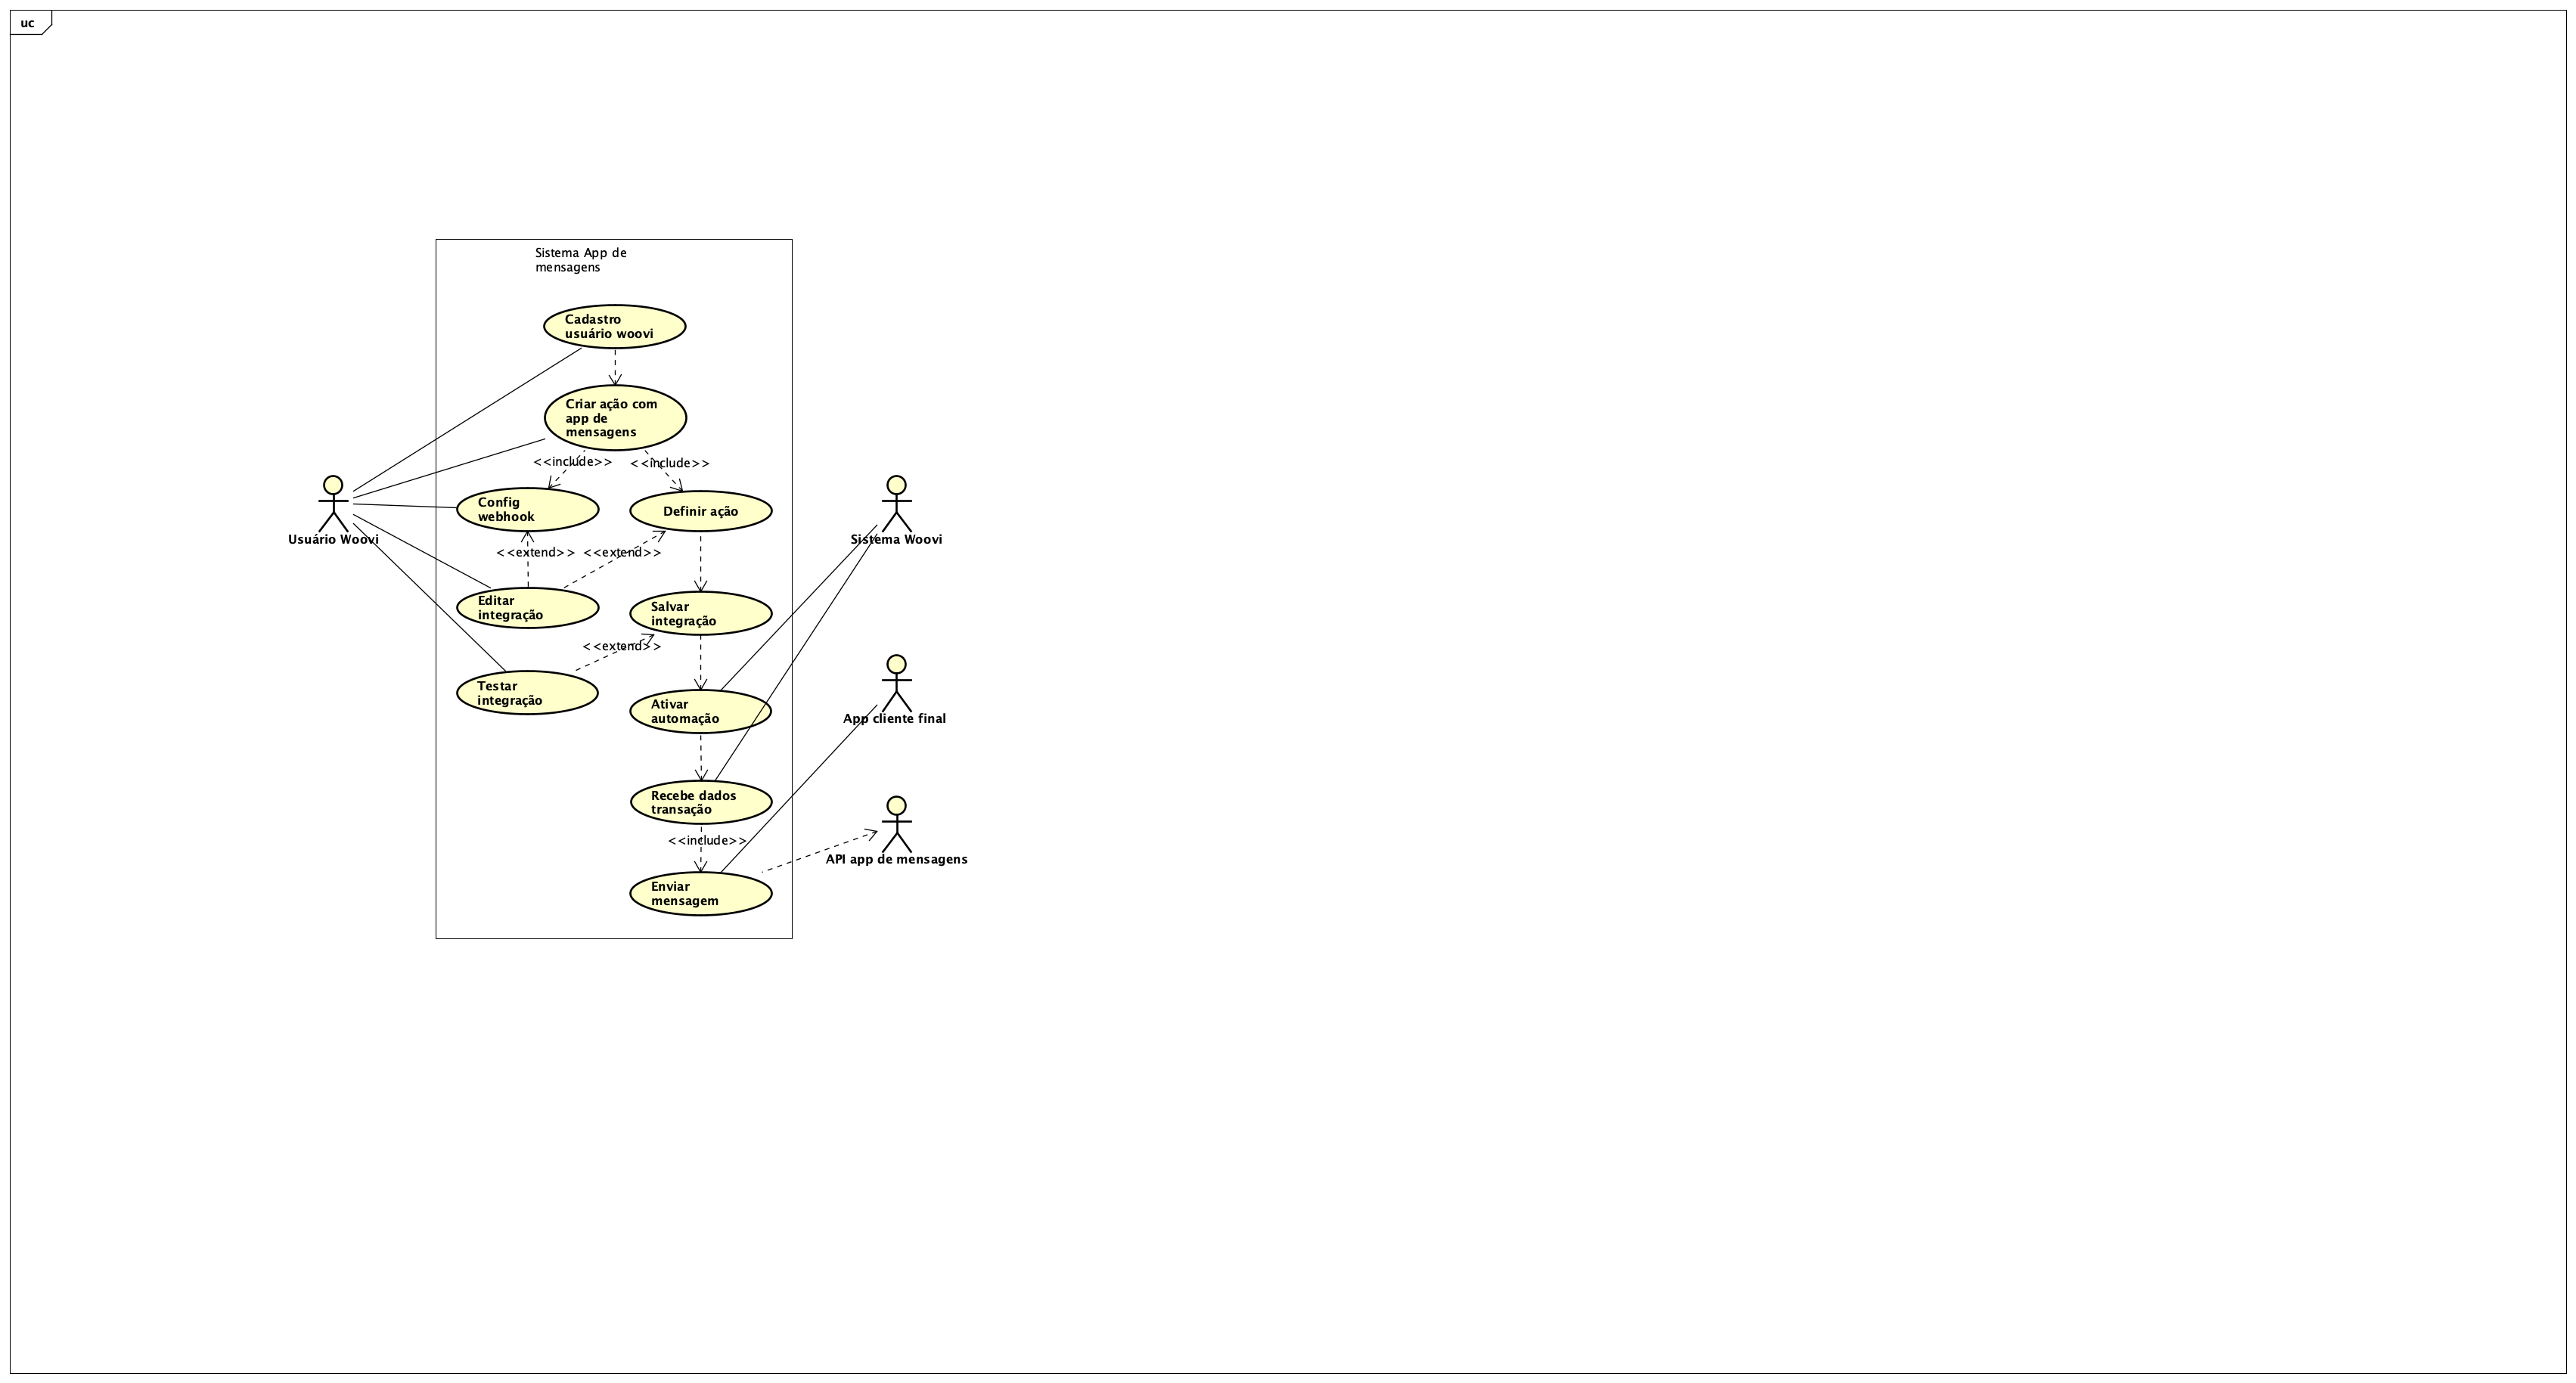 uc
Sistema App de
mensagens
Cadastro
usuário woovi
Criar ação com
app de
mensagens
<<include>>
<<include>>
Config
webhook
Definir ação
Usuário Woovi
Sistema Woovi
<<extend>>
<<extend>>
Editar
integração
Salvar
integração
<<extend>>
Testar
integração
Ativar
automação
App cliente final
Recebe dados
transação
<<include>>
API app de mensagens
Enviar
mensagem